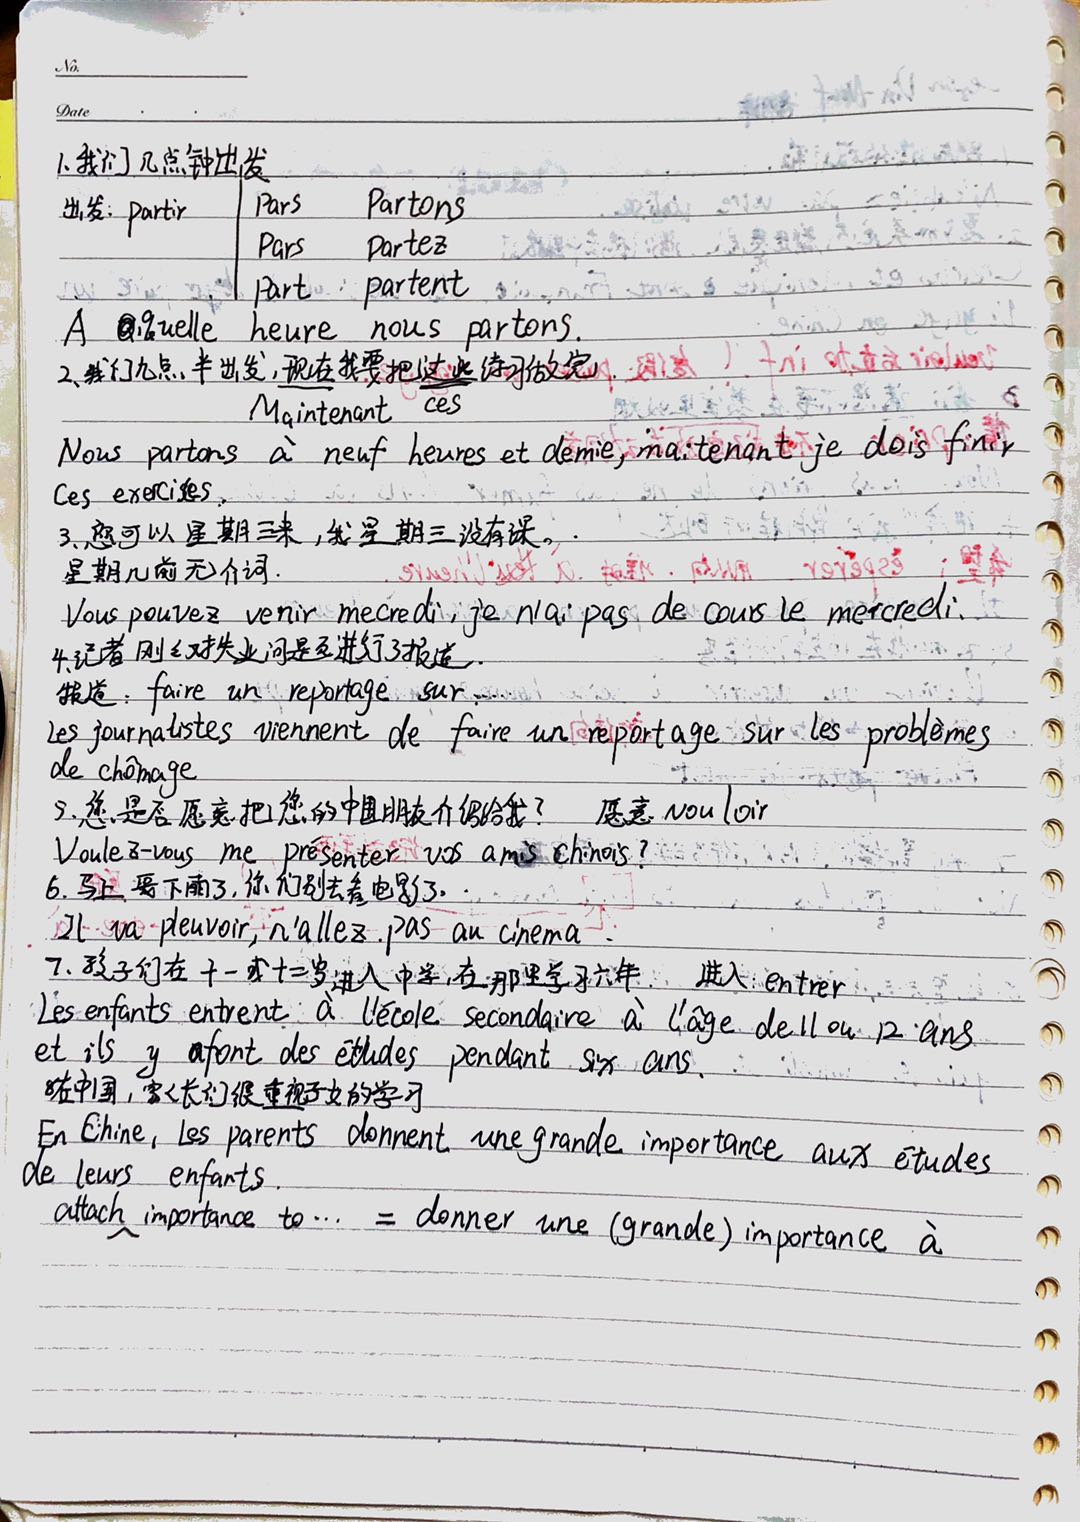 No.
Date
1.我们几点钟出发
出发: partir Pars Partons
Pars partez
Part partent
A quelle heure nous partons.
2.我们九点半出发,现在我要把这些练习做完
Maintenant ces
Nous partons à neuf heures et demie, maitenant je dois finir
ces exercises.
3.您可以星期三来,我星期三没有课。
星期几前无介词.
Vous pouvez venir mecredi, je n'ai pas de cours le mercredi.
4.记者刚刚对失业问题进行了报道.
报道: faire un reportage sur
Les journalistes viennent de faire un reportage sur les problèmes
de chômage
5.您是否愿意把您的中国朋友介绍给我? 愿意 vouloir
Voulez-vous me présenter vos amis chinois?
6.马上要下雨了,你们别去看电影了.
Il va pleuvoir, n'allez pas au cinema.
7.孩子们在十一或十二岁进入中学,在那里学习六年. 进入: entrer
Les enfants entrent à l'école secondaire à l'âge de 11 ou 12 ans
et ils y font des études pendant six ans.
8在中国,家长们很重视子女的学习
En Chine, les parents donnent une grande importance aux études
de leurs enfants.
attach importance to... = donner une (grande) importance à